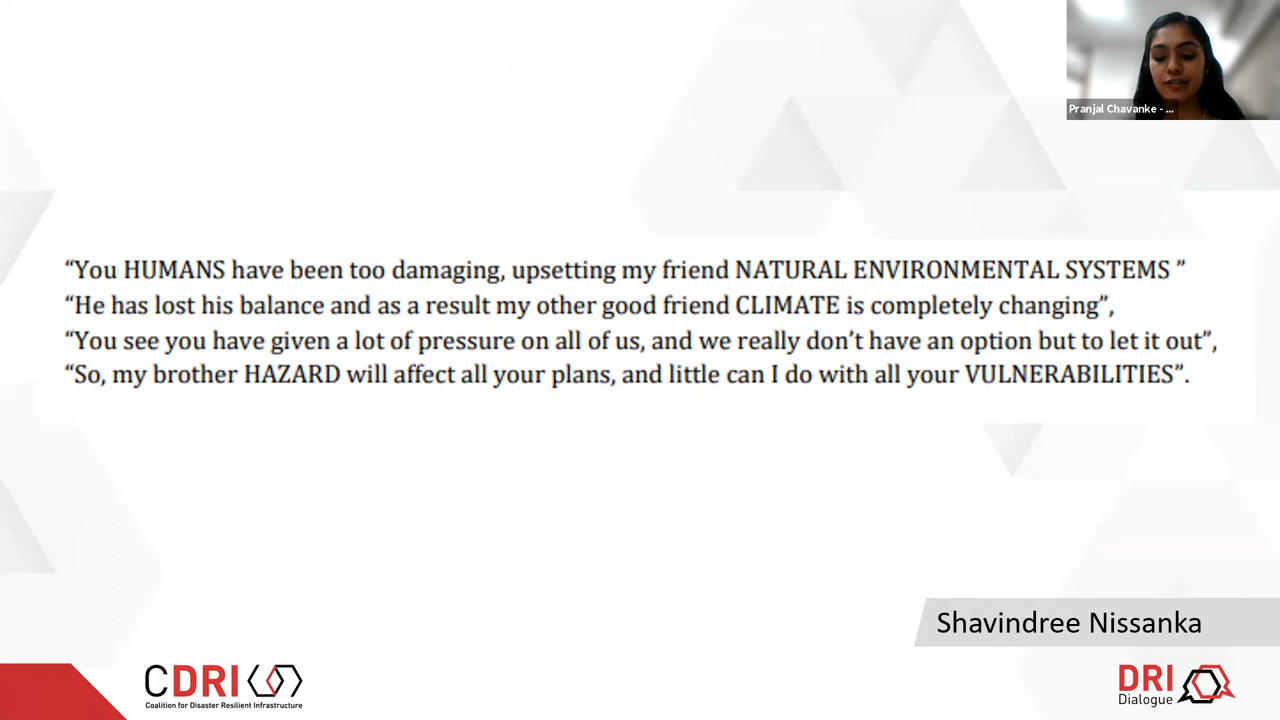 Pranjal Chavanke - ...
“You HUMANS have been too damaging, upsetting my friend NATURAL ENVIRONMENTAL SYSTEMS ”
“He has lost his balance and as a result my other good friend CLIMATE is completely changing”,
“You see you have given a lot of pressure on all of us, and we really don’t have an option but to let it out”,
“So, my brother HAZARD will affect all your plans, and little can I do with all your VULNERABILITIES”.
Shavindree Nissanka
CDRI
Coalition for Disaster Resilient Infrastructure
DRI
Dialogue